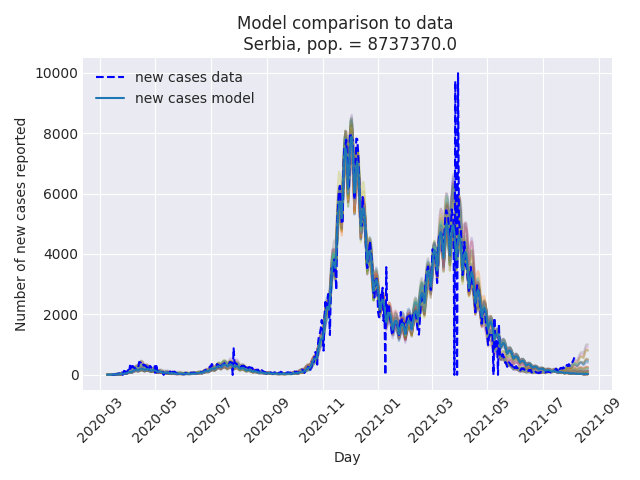 Model comparison to data
Serbia, pop. = 8737370.0
new cases data
new cases model
Number of new cases reported
10000
8000
6000
4000
2000
0
2020-03
2020-05
2020-07
2020-09
2020-11
2021-01
2021-03
2021-05
2021-07
2021-09
Day